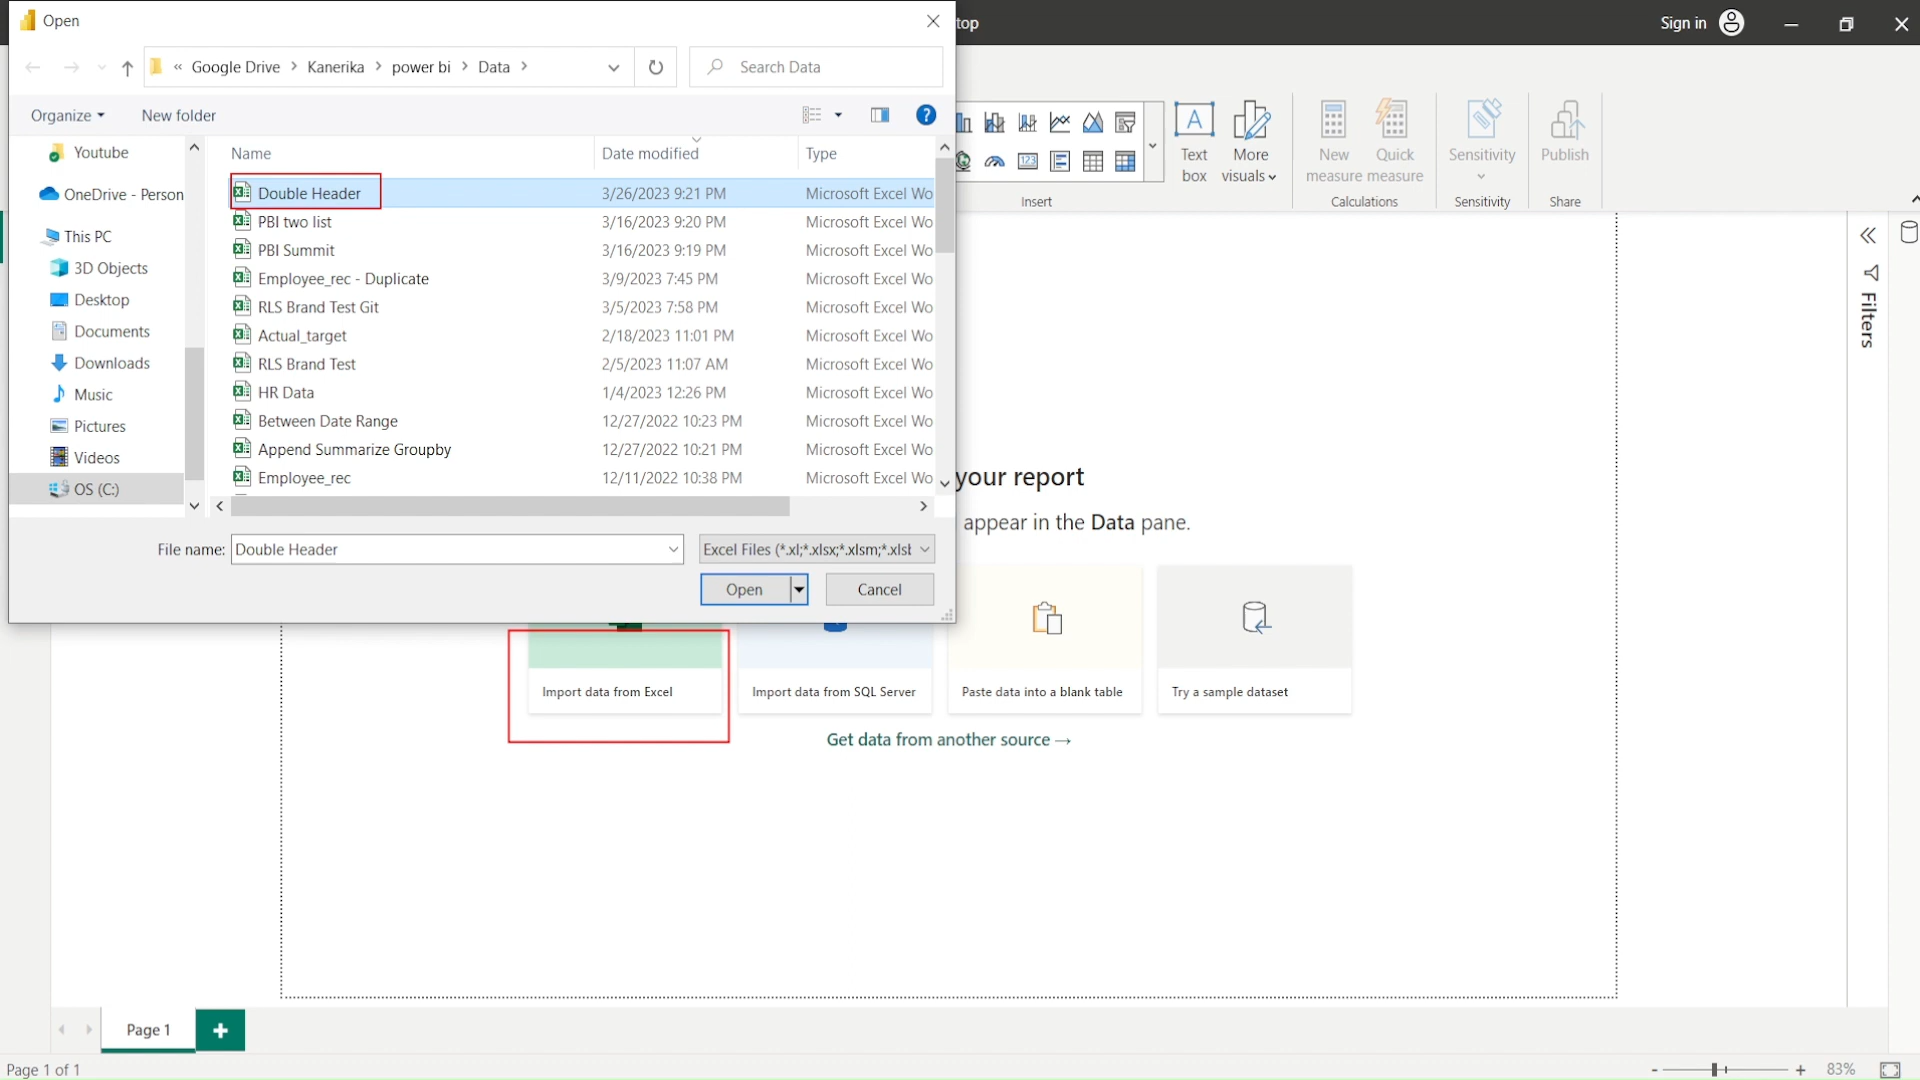 Open
top
Sign in
« Google Drive > Kanerika > power bi > Data >
Search Data
Organize
New folder
?
Youtube
OneDrive - Person
This PC
3D Objects
Desktop
Documents
Downloads
Music
Pictures
Videos
OS (C:)
Name Date modified Type
Double Header 3/26/2023 9:21 PM Microsoft Excel Wo
PBI two list 3/16/2023 9:20 PM Microsoft Excel Wo
PBI Summit 3/16/2023 9:19 PM Microsoft Excel Wo
Employee_rec - Duplicate 3/9/2023 7:45 PM Microsoft Excel Wo
RLS Brand Test Git 3/5/2023 7:58 PM Microsoft Excel Wo
Actual_target 2/18/2023 11:01 PM Microsoft Excel Wo
RLS Brand Test 2/5/2023 11:07 AM Microsoft Excel Wo
HR Data 1/4/2023 12:26 PM Microsoft Excel Wo
Between Date Range 12/27/2022 10:23 PM Microsoft Excel Wo
Append Summarize Groupby 12/27/2022 10:21 PM Microsoft Excel Wo
Employee_rec 12/11/2022 10:38 PM Microsoft Excel Wo
File name: Double Header
Excel Files (*.xl;*.xlsx;*.xlsm;*.xlsb
Open
Cancel
A
123
Text
box
More
visuals
New
measure
Quick
measure
Sensitivity
Publish
Insert
Calculations
Sensitivity
Share
Filters
your report
appear in the Data pane.
Import data from Excel
Import data from SQL Server
Paste data into a blank table
Try a sample dataset
Get data from another source →
Page 1
+
Page 1 of 1
- + 83%